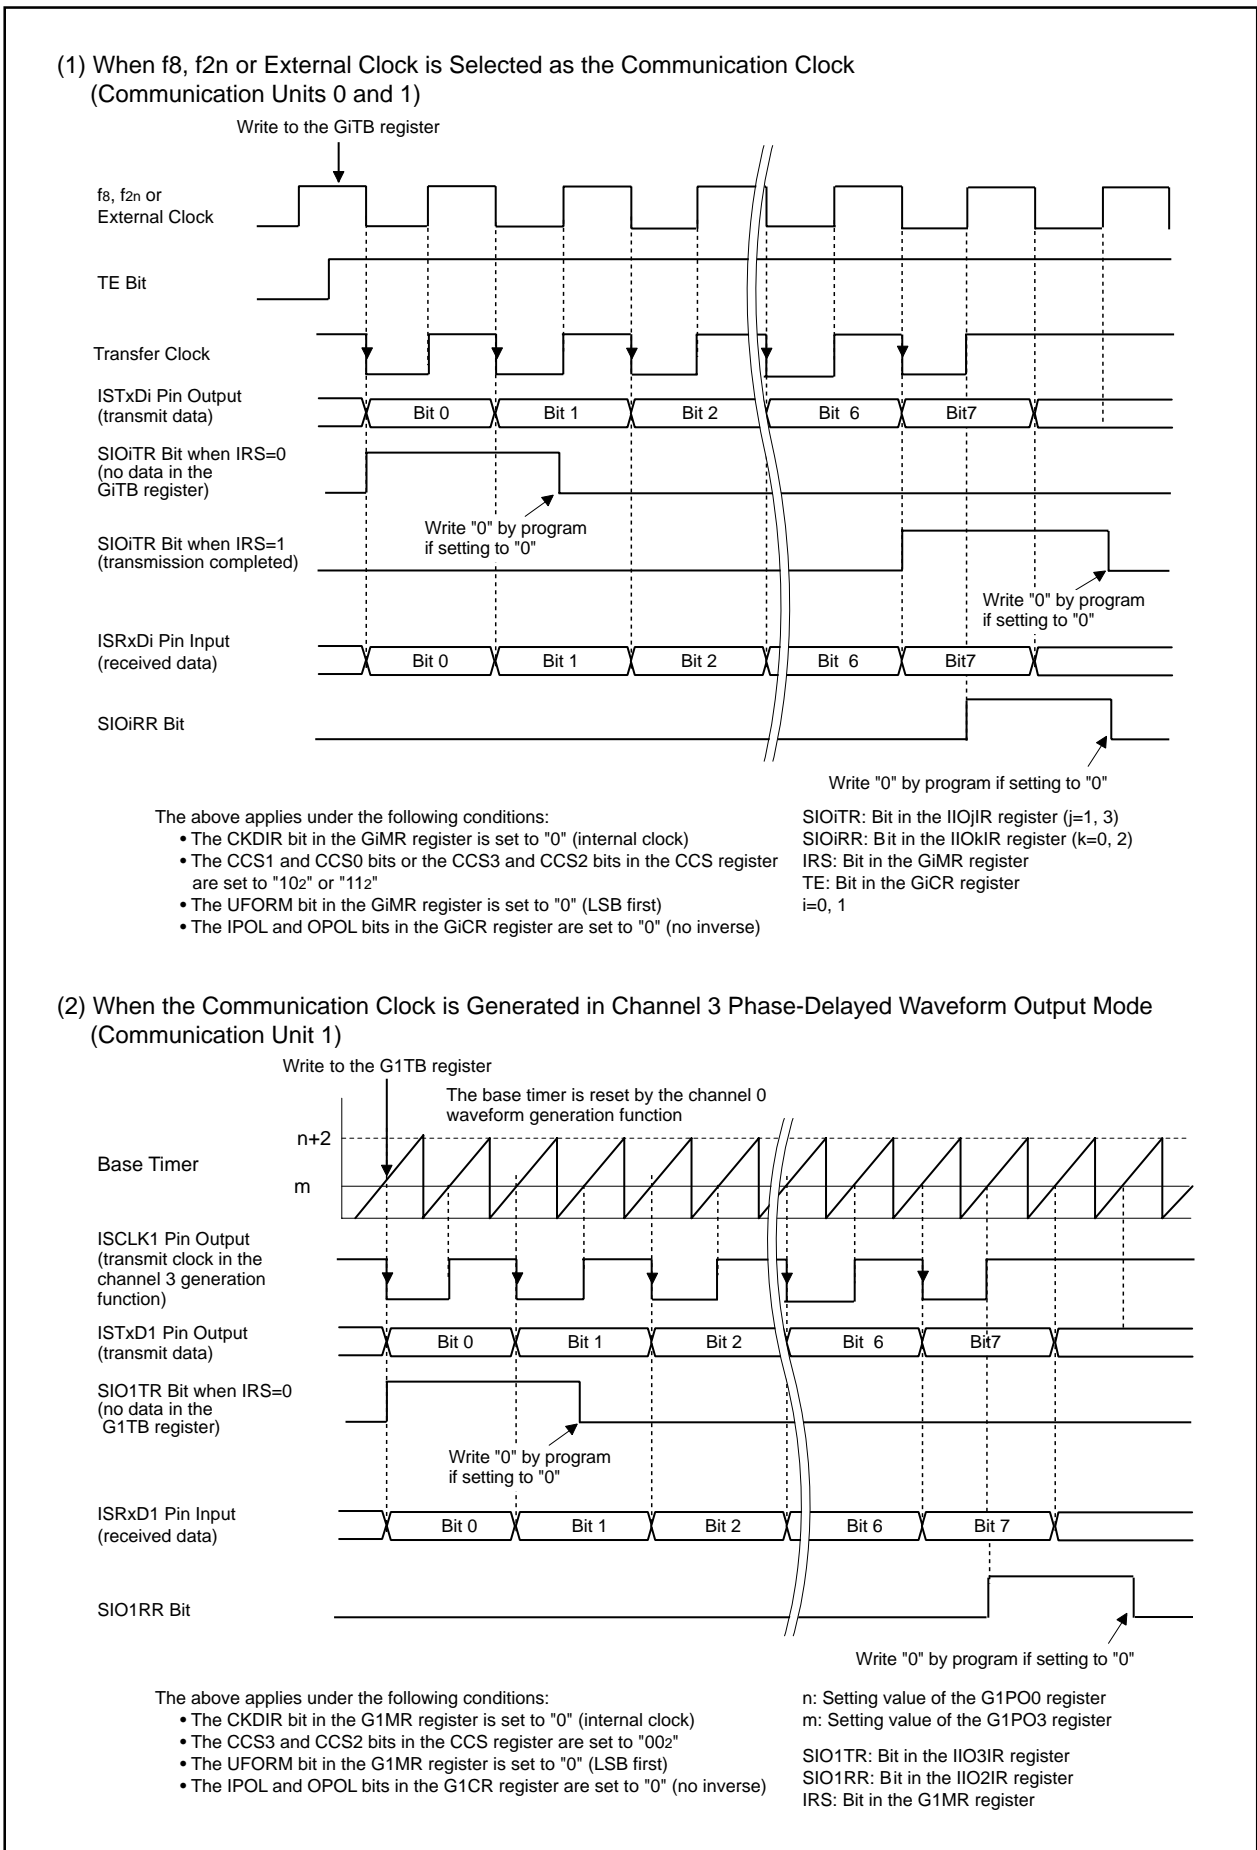 (1) When f8, f2n or External Clock is Selected as the Communication Clock
(Communication Units 0 and 1)
Write to the GiTB register
f8, f2n or
External Clock
TE Bit
Transfer Clock
ISTxDi Pin Output
(transmit data)
Bit 0 Bit 1 Bit 2 Bit 6 Bit7
SIOiTR Bit when IRS=0
(no data in the
GiTB register)
Write "0" by program
if setting to "0"
SIOiTR Bit when IRS=1
(transmission completed)
Write "0" by program
if setting to "0"
ISRxDi Pin Input
(received data)
Bit 0 Bit 1 Bit 2 Bit 6 Bit7
SIOiRR Bit
Write "0" by program if setting to "0"
The above applies under the following conditions:
• The CKDIR bit in the GiMR register is set to "0" (internal clock)
• The CCS1 and CCS0 bits or the CCS3 and CCS2 bits in the CCS register
are set to "102" or "112"
• The UFORM bit in the GiMR register is set to "0" (LSB first)
• The IPOL and OPOL bits in the GiCR register are set to "0" (no inverse)
SIOiTR: Bit in the IIOjIR register (j=1, 3)
SIOiRR: Bit in the IIOkIR register (k=0, 2)
IRS: Bit in the GiMR register
TE: Bit in the GiCR register
i=0, 1
(2) When the Communication Clock is Generated in Channel 3 Phase-Delayed Waveform Output Mode
(Communication Unit 1)
Write to the G1TB register
The base timer is reset by the channel 0
waveform generation function
n+2
Base Timer
m
ISCLK1 Pin Output
(transmit clock in the
channel 3 generation
function)
ISTxD1 Pin Output
(transmit data)
Bit 0 Bit 1 Bit 2 Bit 6 Bit7
SIO1TR Bit when IRS=0
(no data in the
G1TB register)
Write "0" by program
if setting to "0"
ISRxD1 Pin Input
(received data)
Bit 0 Bit 1 Bit 2 Bit 6 Bit 7
SIO1RR Bit
Write "0" by program if setting to "0"
The above applies under the following conditions:
• The CKDIR bit in the G1MR register is set to "0" (internal clock)
• The CCS3 and CCS2 bits in the CCS register are set to "002"
• The UFORM bit in the G1MR register is set to "0" (LSB first)
• The IPOL and OPOL bits in the G1CR register are set to "0" (no inverse)
n: Setting value of the G1PO0 register
m: Setting value of the G1PO3 register
SIO1TR: Bit in the IIO3IR register
SIO1RR: Bit in the IIO2IR register
IRS: Bit in the G1MR register